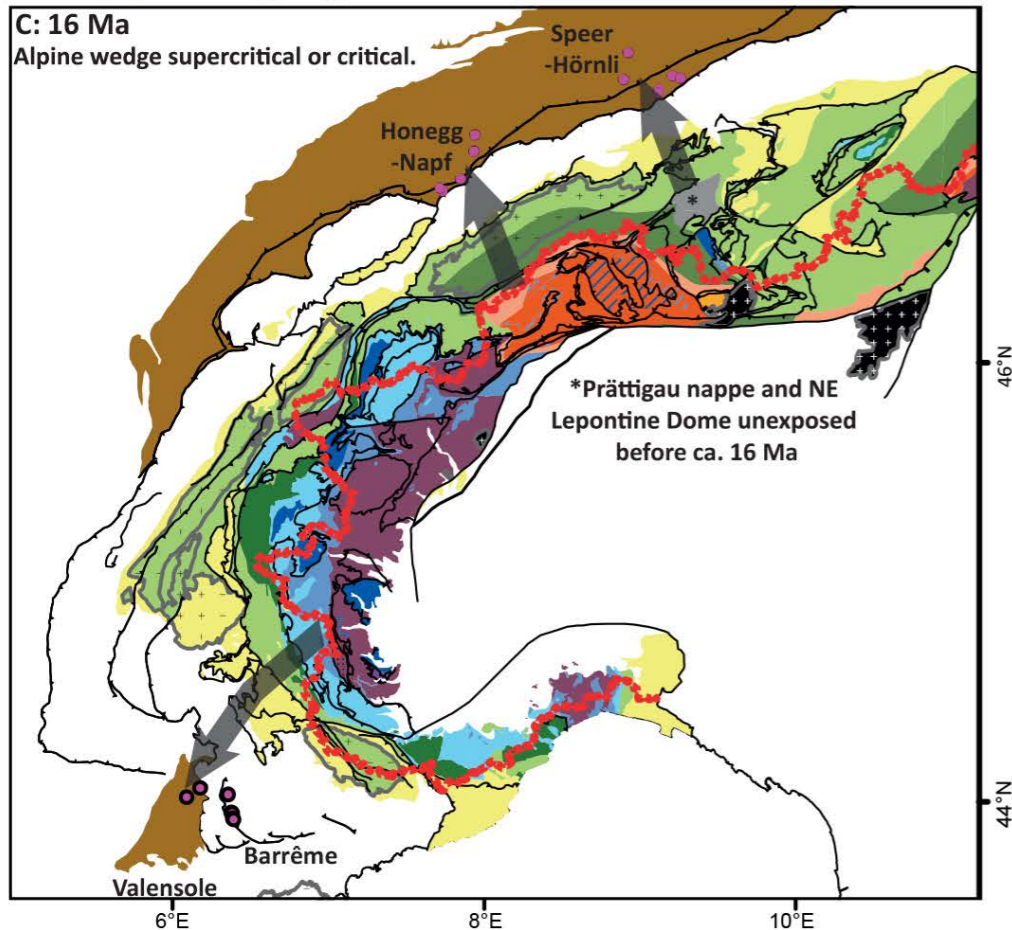 C: 16 Ma
Alpine wedge supercritical or critical.
Speer
-Hörnli
Honegg
-Napf
*
46°N
*Prättigau nappe and NE
Lepontine Dome unexposed
before ca. 16 Ma
44°N
Barrême
Valensole
6°E
8°E
10°E